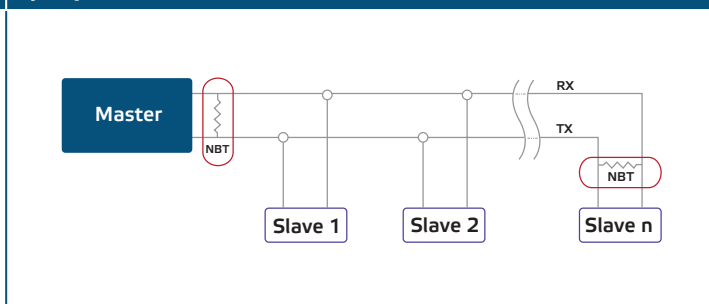 RX
Master
TX
NBT
NBT
Slave 1
Slave 2
Slave n